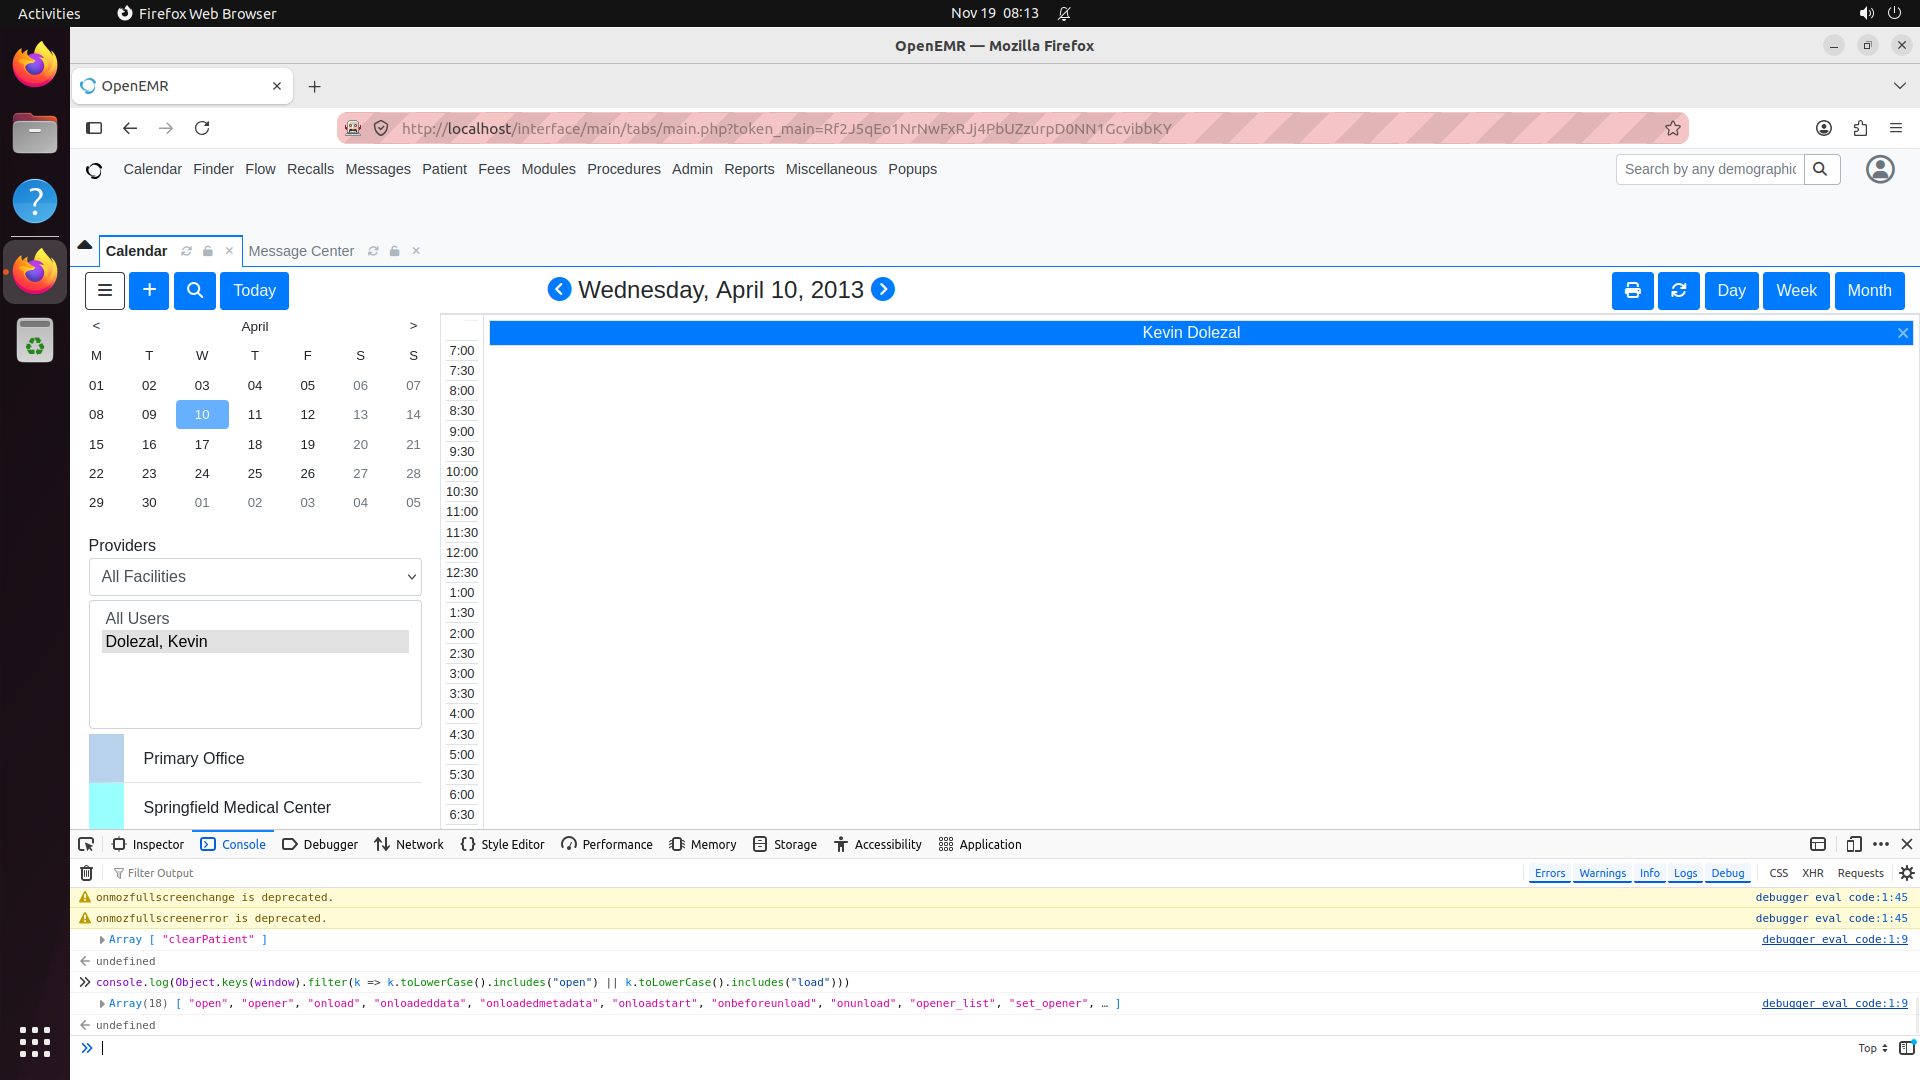 Activities
Firefox Web Browser
Nov 19 08:13
OpenEMR — Mozilla Firefox
OpenEMR
http://localhost/interface/main/tabs/main.php?token_main=Rf2J5qEo1NrNwFxRJj4PbUZzurpD0NN1GcvibbKY
Calendar Finder Flow Recalls Messages Patient Fees Modules Procedures Admin Reports Miscellaneous Popups
Search by any demographic
Calendar
Message Center
Today
Wednesday, April 10, 2013
Day
Week
Month
< April >
M T W T F S S
01 02 03 04 05 06 07
08 09 10 11 12 13 14
15 16 17 18 19 20 21
22 23 24 25 26 27 28
29 30 01 02 03 04 05
Providers
All Facilities
All Users
Dolezal, Kevin
Primary Office
Springfield Medical Center
Kevin Dolezal
7:00
7:30
8:00
8:30
9:00
9:30
10:00
10:30
11:00
11:30
12:00
12:30
1:00
1:30
2:00
2:30
3:00
3:30
4:00
4:30
5:00
5:30
6:00
6:30
Inspector Console Debugger Network Style Editor Performance Memory Storage Accessibility Application
Filter Output
Errors Warnings Info Logs Debug CSS XHR Requests
onmozfullscreenchange is deprecated. debugger eval code:1:45
onmozfullscreenerror is deprecated. debugger eval code:1:45
Array [ "clearPatient" ] debugger eval code:1:9
undefined
console.log(Object.keys(window).filter(k => k.toLowerCase().includes("open") || k.toLowerCase().includes("load")))
Array(18) [ "open", "opener", "onload", "onloadeddata", "onloadedmetadata", "onloadstart", "onbeforeunload", "onunload", "opener_list", "set_opener", … ] debugger eval code:1:9
undefined
Top